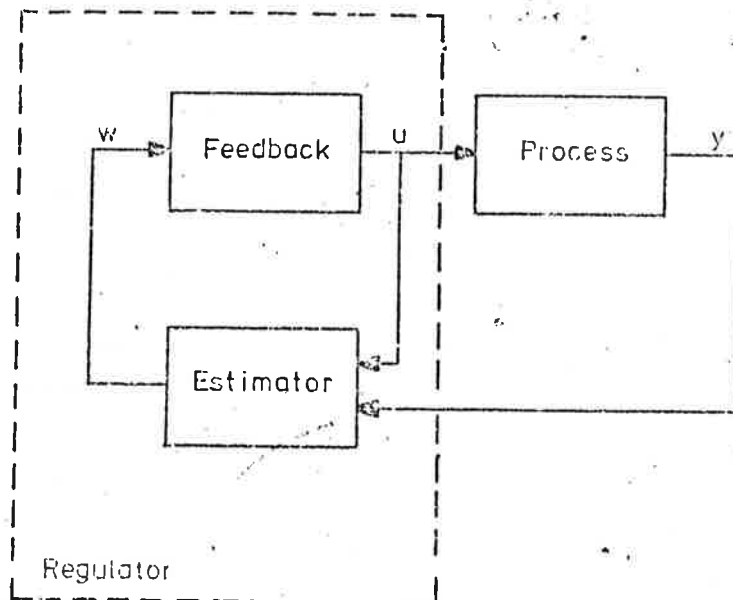 w
Feedback
u
Process
y
Estimator
Regulator